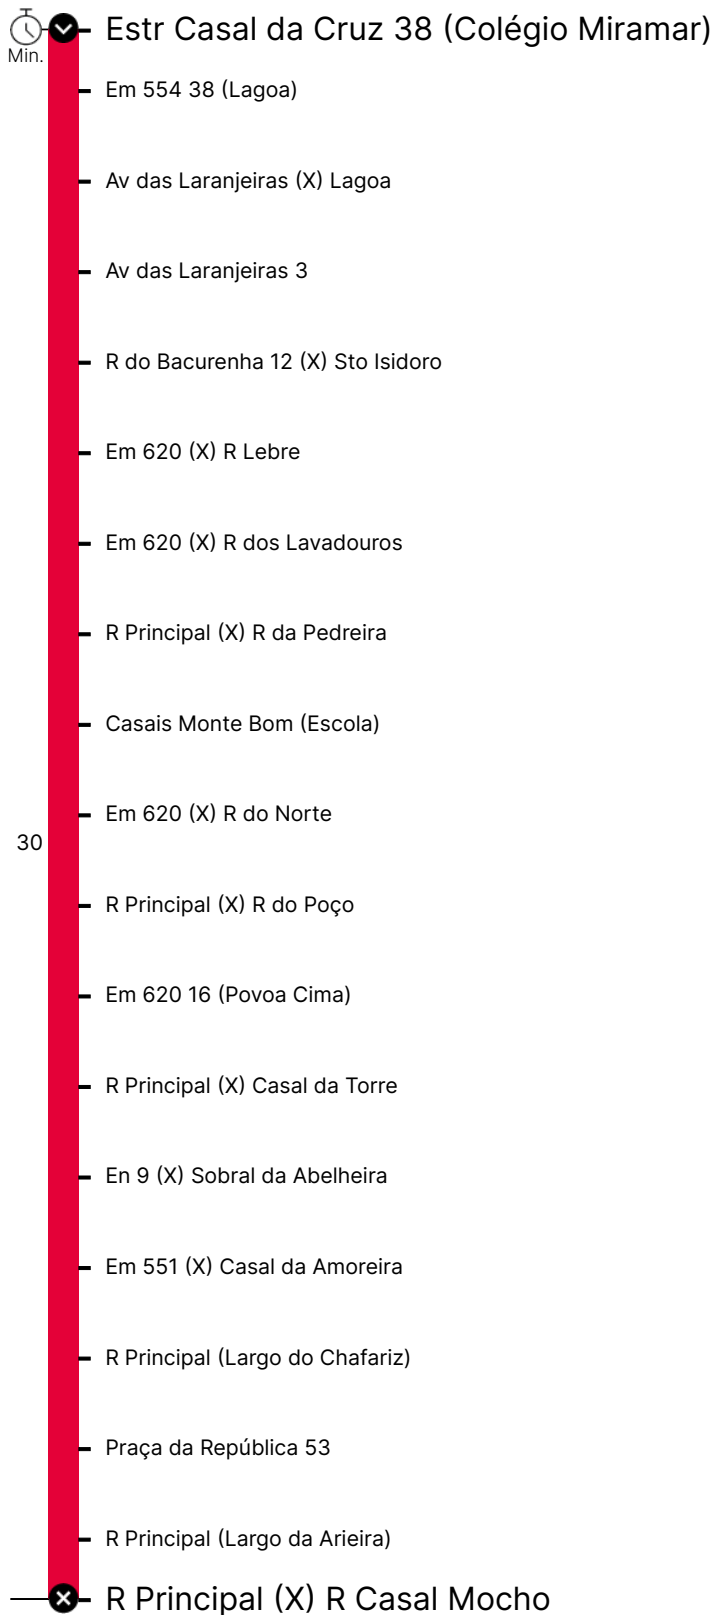 Estr Casal da Cruz 38 (Colégio Miramar)
Min.
Em 554 38 (Lagoa)
Av das Laranjeiras (X) Lagoa
Av das Laranjeiras 3
R do Bacurenha 12 (X) Sto Isidoro
Em 620 (X) R Lebre
Em 620 (X) R dos Lavadouros
R Principal (X) R da Pedreira
Casais Monte Bom (Escola)
Em 620 (X) R do Norte
30
R Principal (X) R do Poço
Em 620 16 (Povoa Cima)
R Principal (X) Casal da Torre
En 9 (X) Sobral da Abelheira
Em 551 (X) Casal da Amoreira
R Principal (Largo do Chafariz)
Praça da República 53
R Principal (Largo da Arieira)
R Principal (X) R Casal Mocho